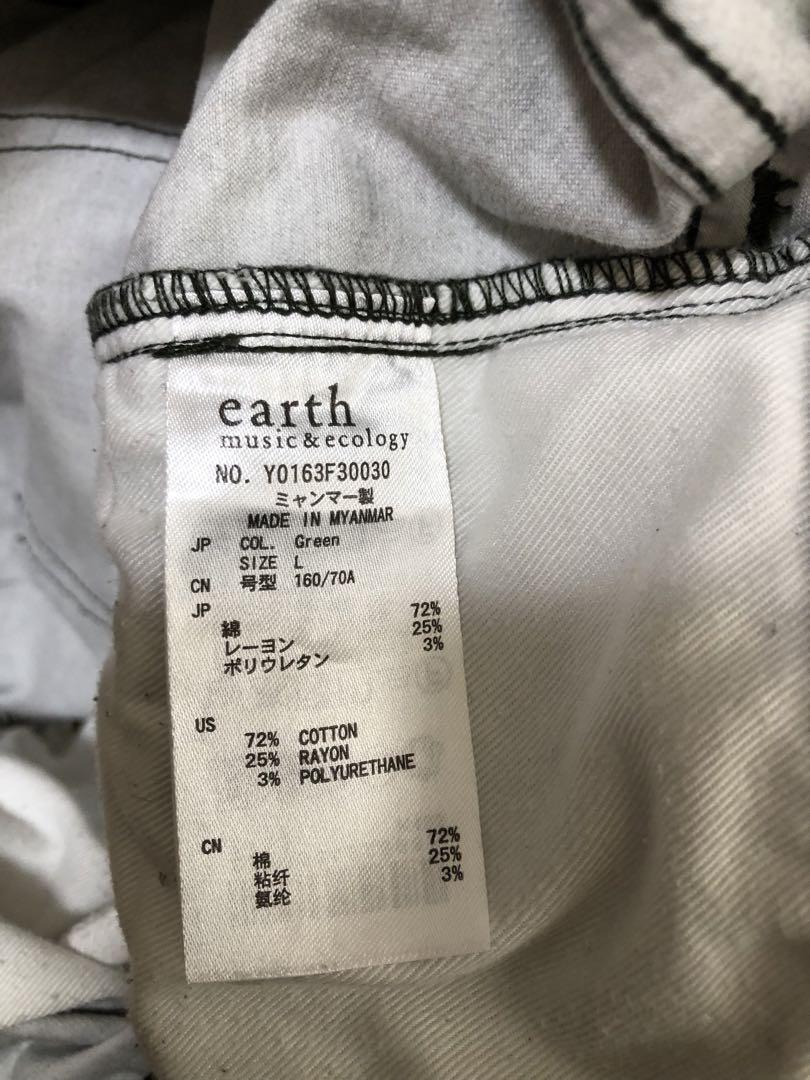 earth
music&ecology
NO. Y0163F30030
ミャンマー製
MADE IN MYANMAR
JP COL. Green
SIZE L
CN 号型 160/70A
JP 72%
綿 25%
レーヨン 3%
ポリウレタン
US
72% COTTON
25% RAYON
3% POLYURETHANE
CN 72%
棉 25%
粘纤 3%
氨纶